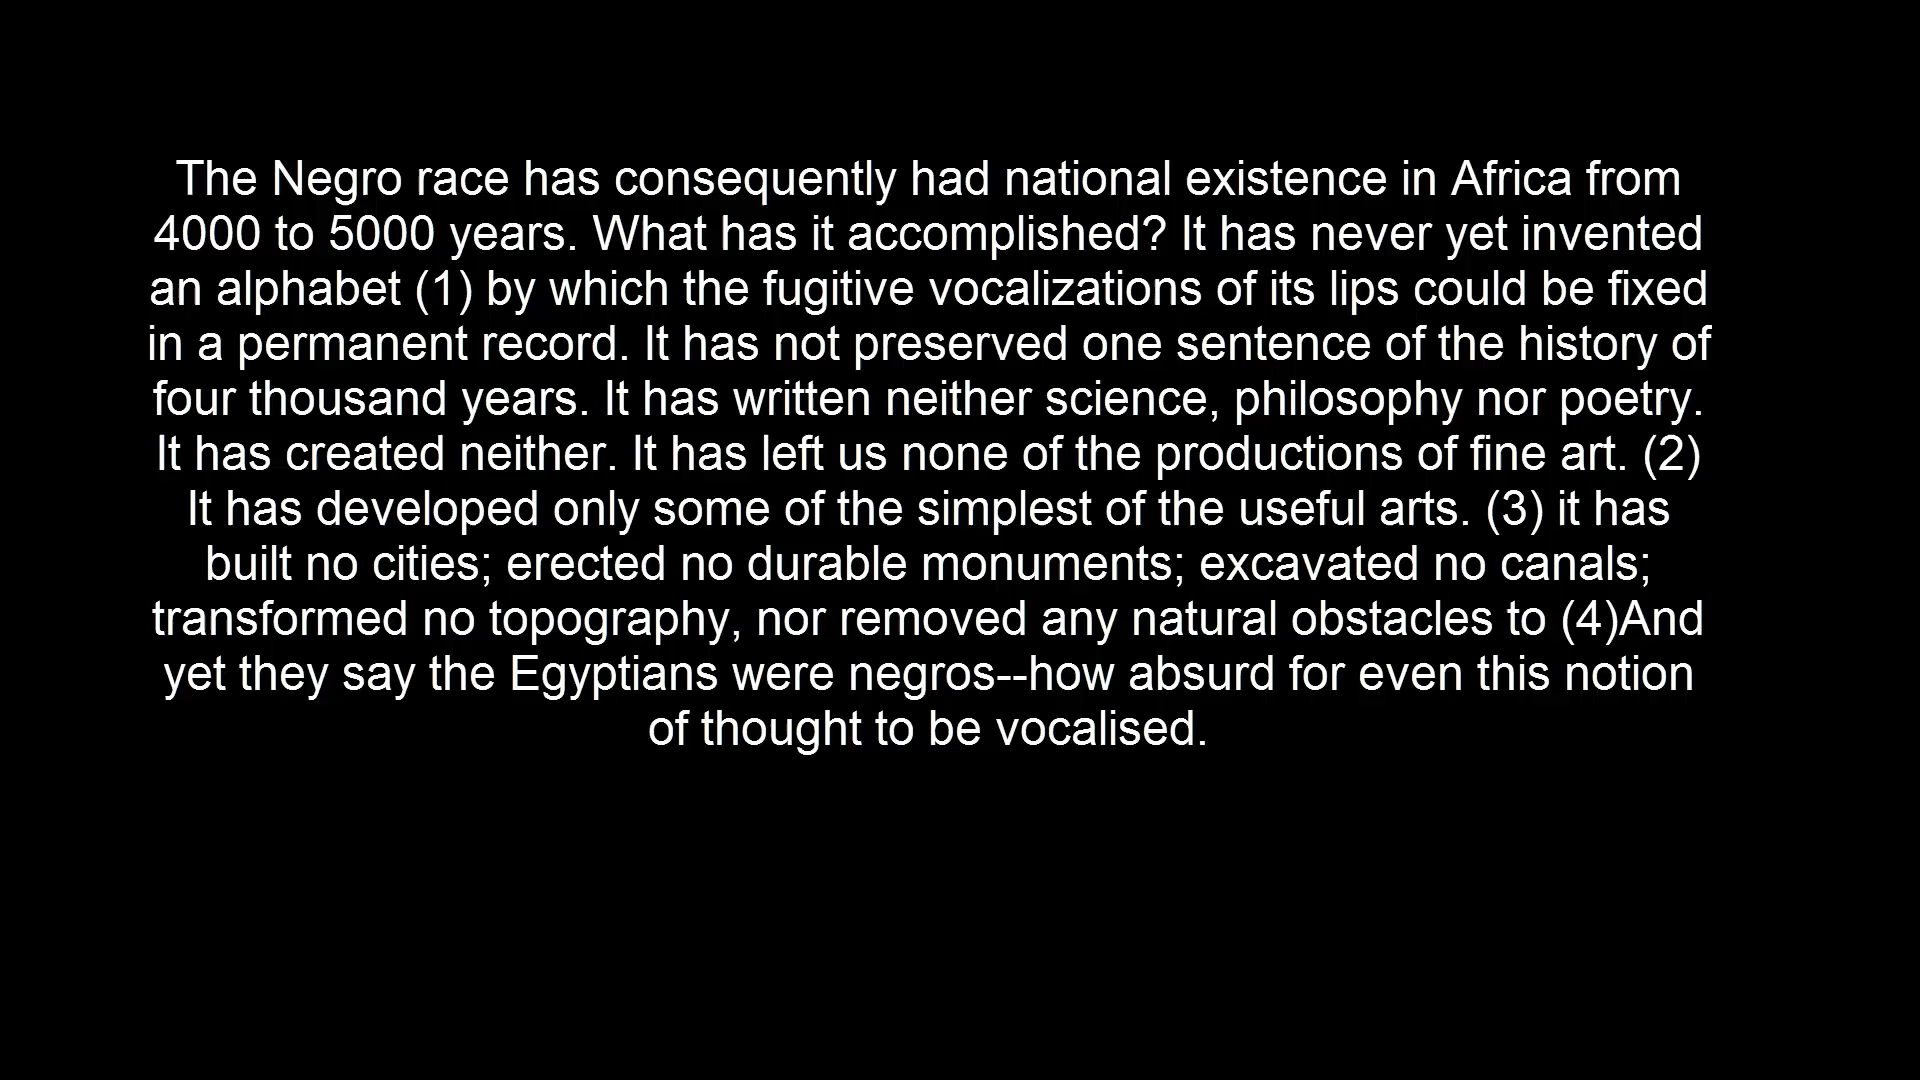 The Negro race has consequently had national existence in Africa from
4000 to 5000 years. What has it accomplished? It has never yet invented
an alphabet (1) by which the fugitive vocalizations of its lips could be fixed
in a permanent record. It has not preserved one sentence of the history of
four thousand years. It has written neither science, philosophy nor poetry.
It has created neither. It has left us none of the productions of fine art. (2)
It has developed only some of the simplest of the useful arts. (3) it has
built no cities; erected no durable monuments; excavated no canals;
transformed no topography, nor removed any natural obstacles to (4)And
yet they say the Egyptians were negros--how absurd for even this notion
of thought to be vocalised.